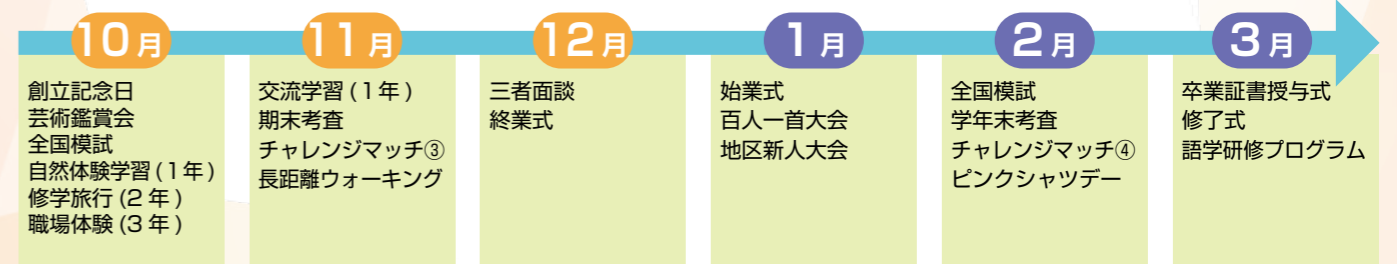 10月
創立記念日
芸術鑑賞会
全国模試
自然体験学習(1年)
修学旅行(2年)
職場体験(3年)
11月
交流学習(1年)
期末考査
チャレンジマッチ③
長距離ウォーキング
12月
三者面談
終業式
1月
始業式
百人一首大会
地区新人大会
2月
全国模試
学年末考査
チャレンジマッチ④
ピンクシャツデー
3月
卒業証書授与式
修了式
語学研修プログラム